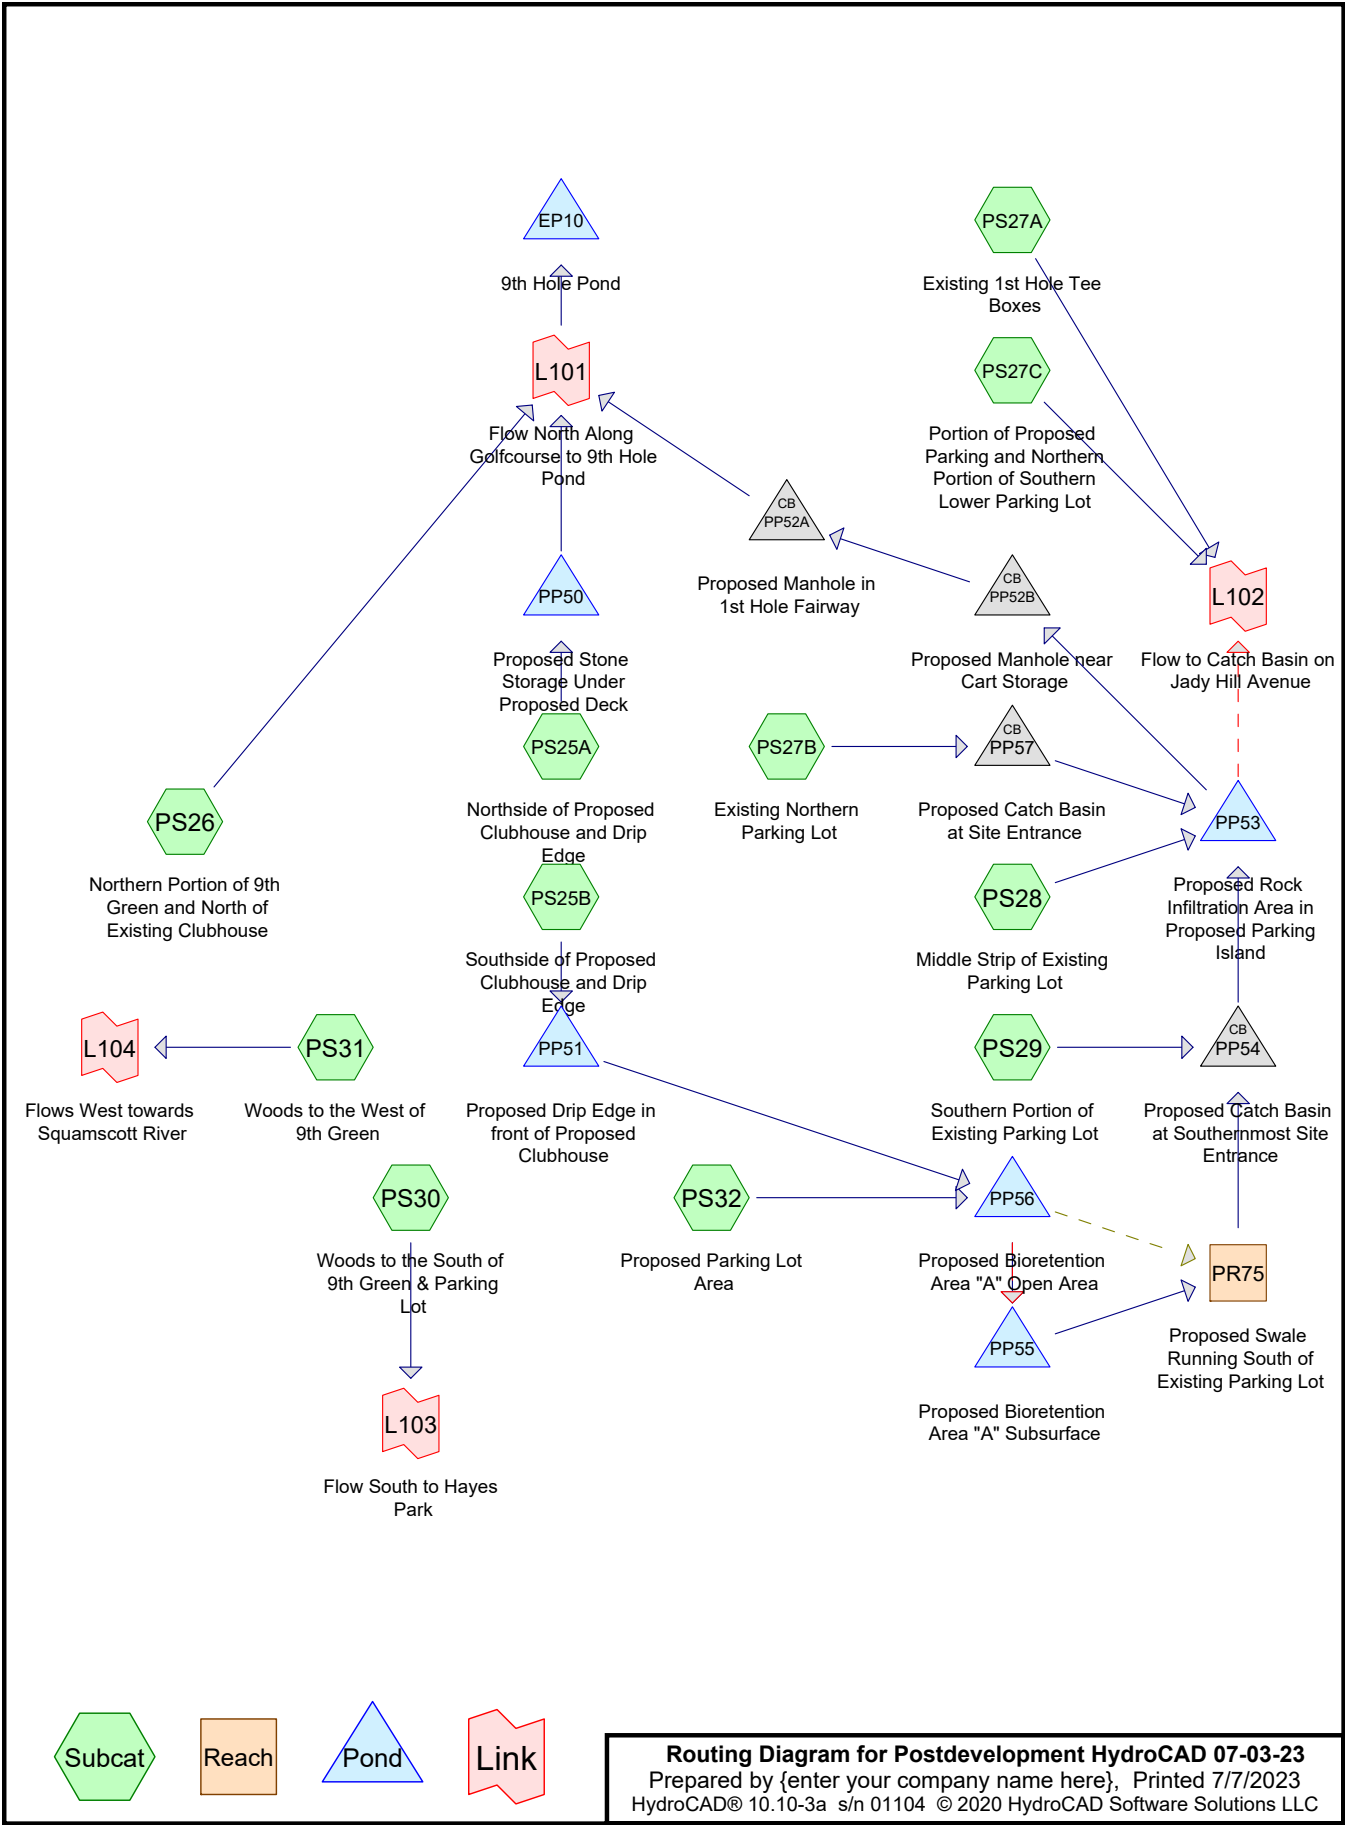 EP10
9th Hole Pond
PS27A
Existing 1st Hole Tee
Boxes
L101
Flow North Along
Golfcourse to 9th Hole
Pond
PS27C
Portion of Proposed
Parking and Northern
Portion of Southern
Lower Parking Lot
CB
PP52A
Proposed Manhole in
1st Hole Fairway
PP50
Proposed Stone
Storage Under
Proposed Deck
CB
PP52B
Proposed Manhole near
Cart Storage
L102
Flow to Catch Basin on
Jady Hill Avenue
PS25A
Northside of Proposed
Clubhouse and Drip
Edge
PS27B
Existing Northern
Parking Lot
CB
PP57
Proposed Catch Basin
at Site Entrance
PS26
Northern Portion of 9th
Green and North of
Existing Clubhouse
PP53
Proposed Rock
Infiltration Area in
Proposed Parking
Island
PS25B
Southside of Proposed
Clubhouse and Drip
Edge
PS28
Middle Strip of Existing
Parking Lot
L104
Flows West towards
Squamscott River
PS31
Woods to the West of
9th Green
PP51
Proposed Drip Edge in
front of Proposed
Clubhouse
PS29
Southern Portion of
Existing Parking Lot
CB
PP54
Proposed Catch Basin
at Southernmost Site
Entrance
PS30
Woods to the South of
9th Green & Parking
Lot
PS32
Proposed Parking Lot
Area
PP56
Proposed Bioretention
Area "A" Open Area
PR75
Proposed Swale
Running South of
Existing Parking Lot
PP55
Proposed Bioretention
Area "A" Subsurface
L103
Flow South to Hayes
Park
Subcat
Reach
Pond
Link
Routing Diagram for Postdevelopment HydroCAD 07-03-23
Prepared by {enter your company name here}, Printed 7/7/2023
HydroCAD® 10.10-3a s/n 01104 © 2020 HydroCAD Software Solutions LLC